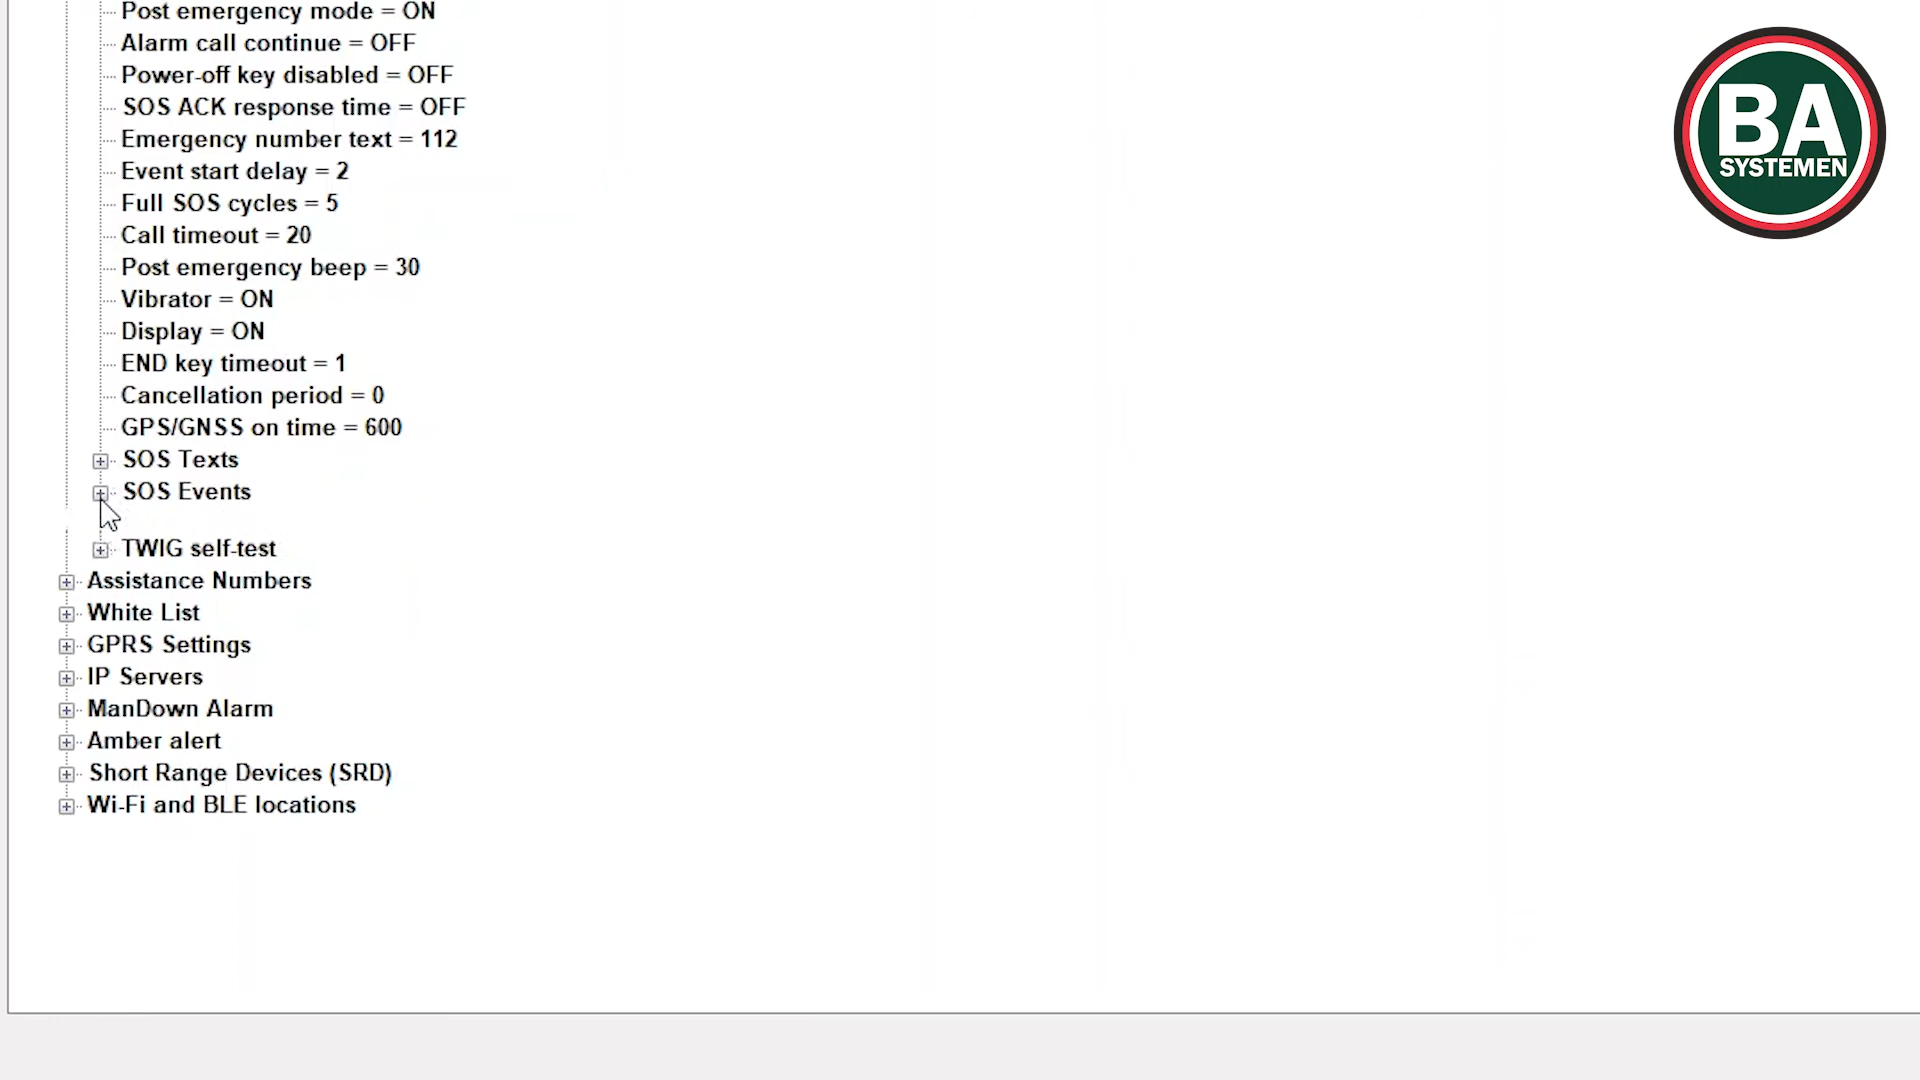 Post emergency mode = ON
Alarm call continue = OFF
Power-off key disabled = OFF
SOS ACK response time = OFF
Emergency number text = 112
Event start delay = 2
Full SOS cycles = 5
Call timeout = 20
Post emergency beep = 30
Vibrator = ON
Display = ON
END key timeout = 1
Cancellation period = 0
GPS/GNSS on time = 600
SOS Texts
SOS Events
TWIG self-test
Assistance Numbers
White List
GPRS Settings
IP Servers
ManDown Alarm
Amber alert
Short Range Devices (SRD)
Wi-Fi and BLE locations
BA
SYSTEMEN